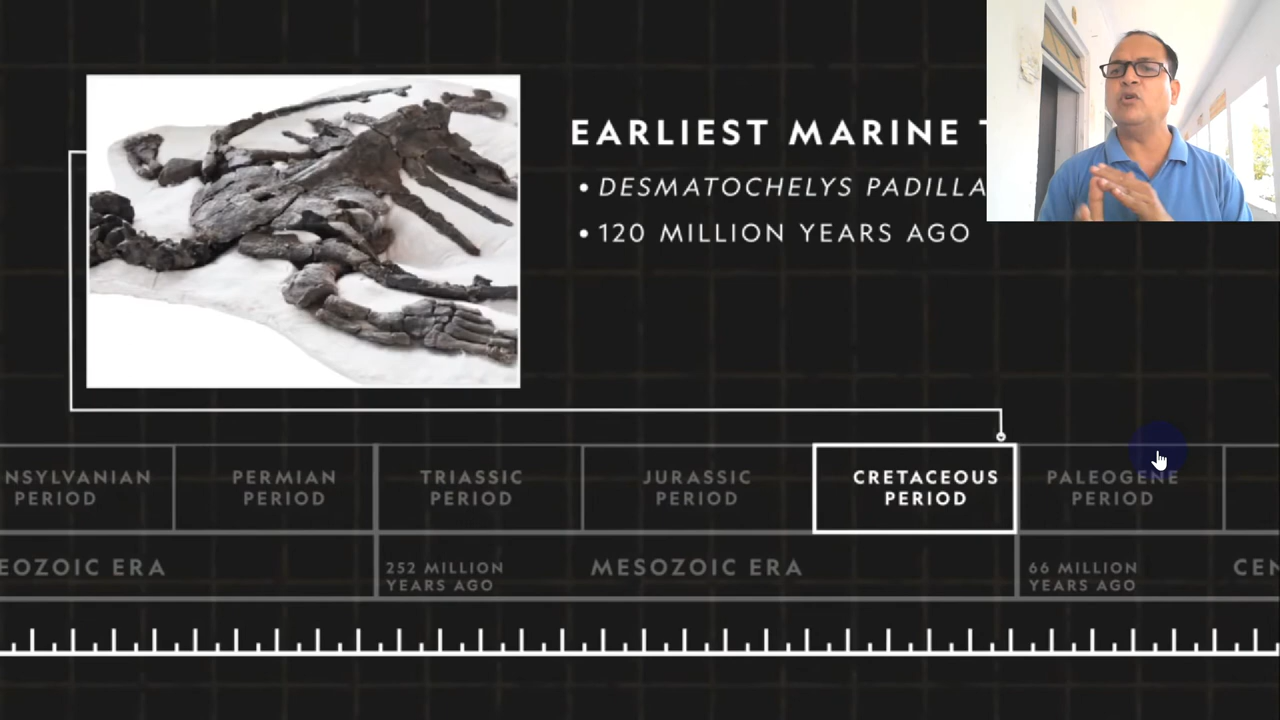 EARLIEST MARINE
• DESMATOCHELYS PADILLA
• 120 MILLION YEARS AGO
NSYLVANIAN
PERIOD
PERMIAN
PERIOD
TRIASSIC
PERIOD
JURASSIC
PERIOD
CRETACEOUS
PERIOD
PALEOGENE
PERIOD
EOZOIC ERA
252 MILLION
YEARS AGO
MESOZOIC ERA
66 MILLION
YEARS AGO
CEN